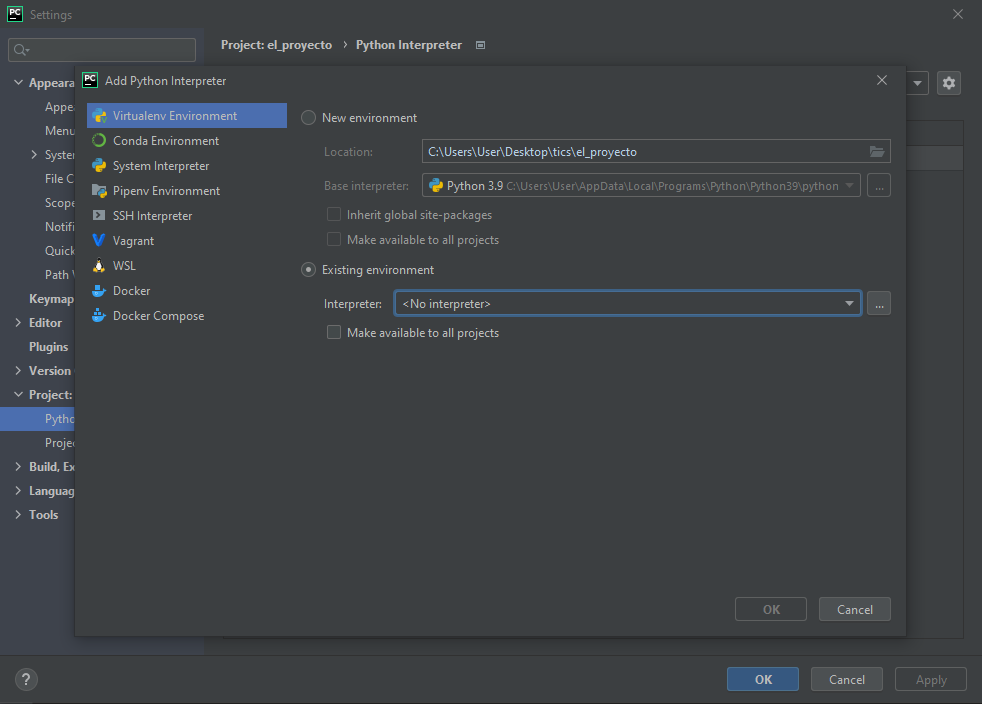 Settings
Project: el_proyecto › Python Interpreter
Add Python Interpreter
Appeara
Appe
Menu
Syste
File C
Scope
Notifi
Quick
Path
Keymap
Editor
Plugins
Version
Project:
Pytho
Projec
Build, Ex
Languag
Tools
Virtualenv Environment
Conda Environment
System Interpreter
Pipenv Environment
SSH Interpreter
Vagrant
WSL
Docker
Docker Compose
New environment
Location: C:\Users\User\Desktop\tics\el_proyecto
Base interpreter: Python 3.9 C:\Users\User\AppData\Local\Programs\Python\Python39\python
...
Inherit global site-packages
Make available to all projects
Existing environment
Interpreter: <No interpreter>
...
Make available to all projects
OK
Cancel
?
OK
Cancel
Apply